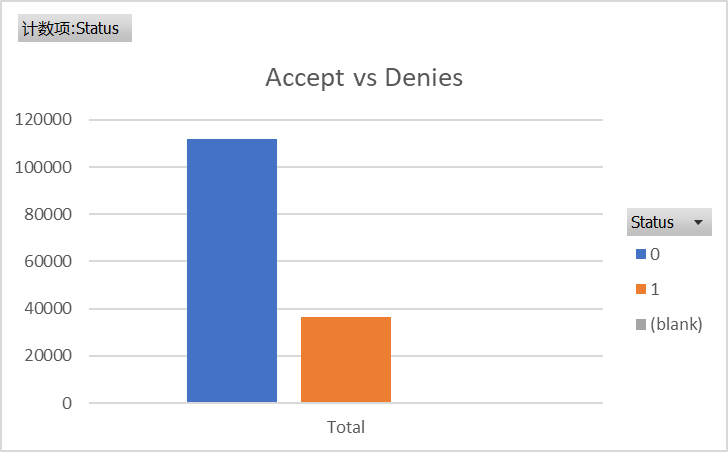 计数项:Status
Accept vs Denies
120000
100000
80000
60000
40000
20000
0
Total
Status
0
1
(blank)